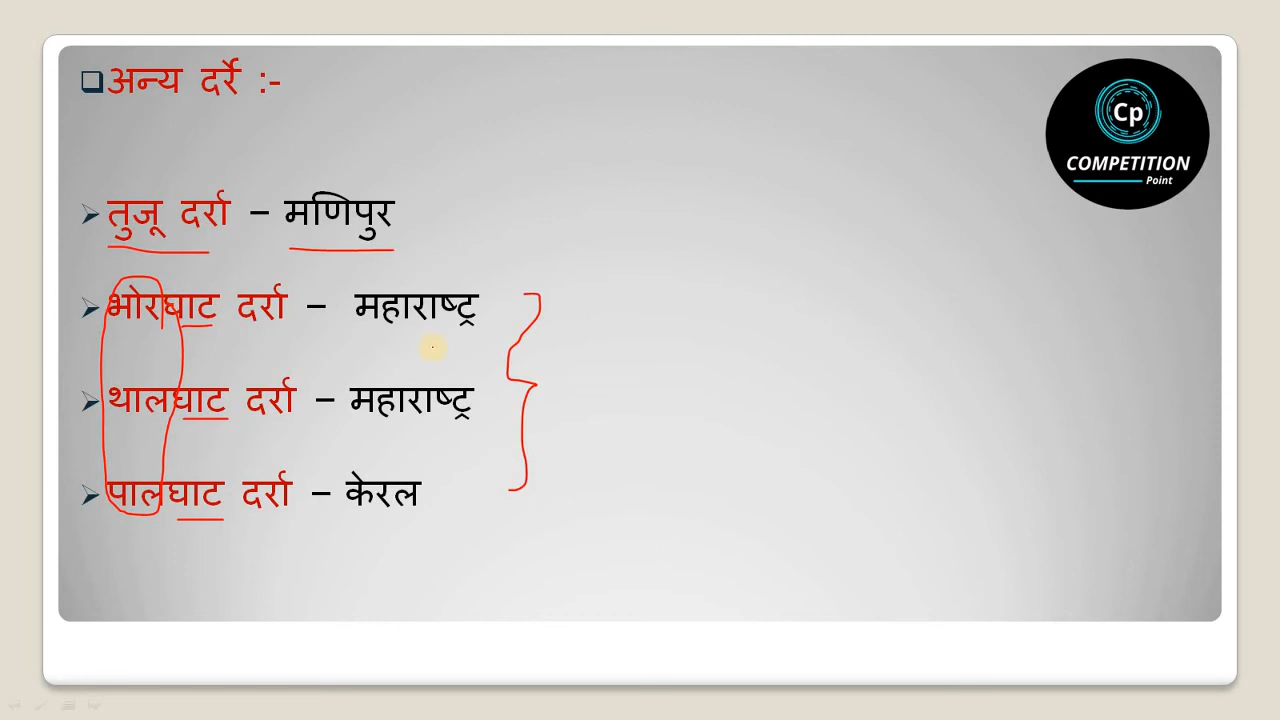 अन्य दर्रे :-
तुजू दर्रा – मणिपुर
भोरघाट दर्रा – महाराष्ट्र
थालघाट दर्रा – महाराष्ट्र
पालघाट दर्रा – केरल
Cp
COMPETITION
Point